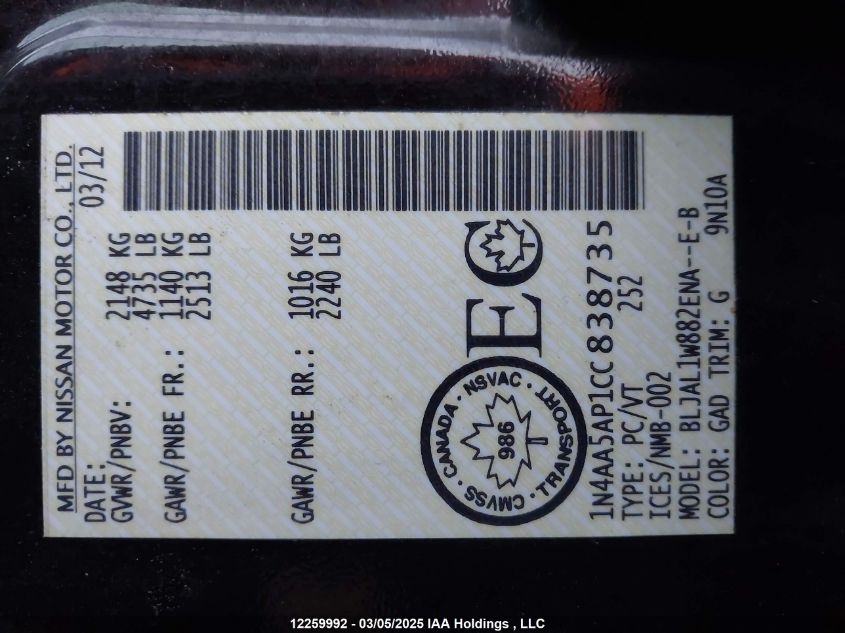 MFD BY NISSAN MOTOR CO., LTD.
DATE: 03/12
GVWR/PNBV: 2148 KG
4735 LB
GAWR/PNBE FR.: 1140 KG
2513 LB
GAWR/PNBE RR.: 1016 KG
2240 LB
CANADA · NSVAC · TRANSPORT · CMVSS ·
986
EC
1N4AA5AP1CC838735
TYPE: PC/VT 252
ICES/NMB-002
MODEL: BLJAL1W882ENA--E-B
COLOR: GAD TRIM: G 9N10A
12259992 - 03/05/2025 IAA Holdings , LLC